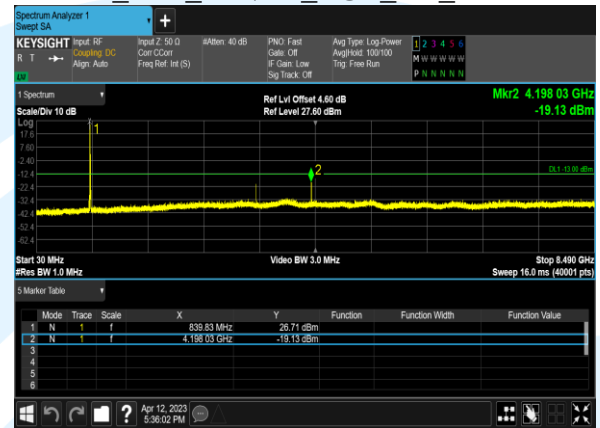 Spectrum Analyzer 1
Swept SA
KEYSIGHT Input: RF Input Z: 50 Ω #Atten: 40 dB PNO: Fast Avg Type: Log-Power 1 2 3 4 5 6
R T Coupling: DC Corr CCorr Gate: Off Avg|Hold: 100/100 M W W W W W
Align: Auto Freq Ref: Int (S) IF Gain: Low Trig: Free Run
Sig Track: Off P N N N N N
1 Spectrum Ref Lvl Offset 4.60 dB Mkr2 4.198 03 GHz
Scale/Div 10 dB Ref Level 27.60 dBm -19.13 dBm
Log
17.6
7.60
-2.40
-12.4
-22.4
-32.4
-42.4
-52.4
-62.4
1
2
DL1 -13.00 dBm
Start 30 MHz Video BW 3.0 MHz Stop 8.490 GHz
#Res BW 1.0 MHz Sweep 16.0 ms (40001 pts)
5 Marker Table
Mode Trace Scale X Y Function Function Width Function Value
1 N 1 f 839.83 MHz 26.71 dBm
2 N 1 f 4.198 03 GHz -19.13 dBm
3
4
5
6
? Apr 12, 2023
5:36:02 PM